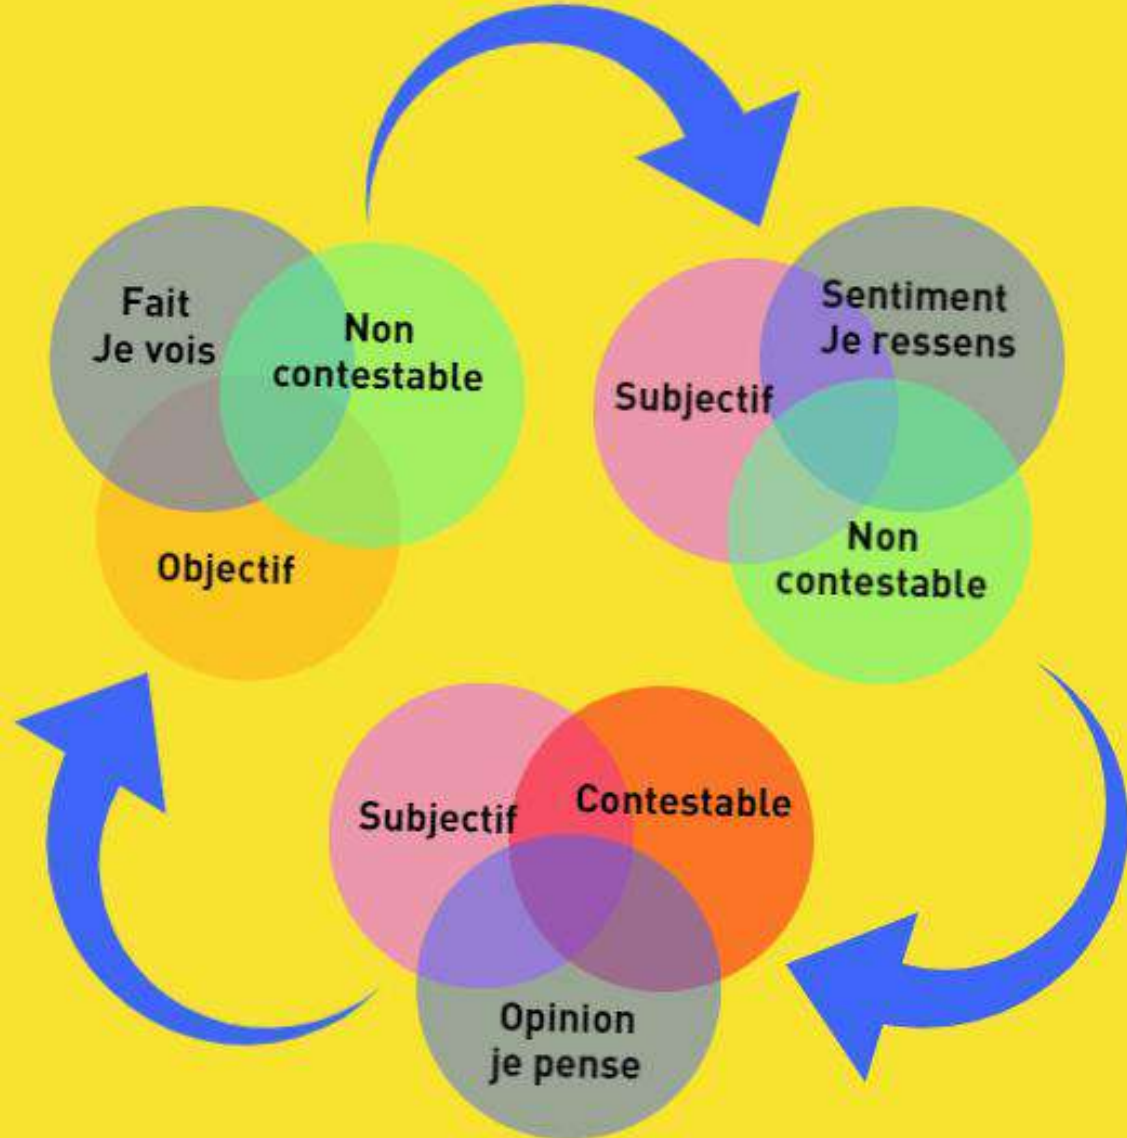 Fait
Je vois
Non
contestable
Objectif
Sentiment
Je ressens
Subjectif
Non
contestable
Subjectif
Contestable
Opinion
je pense